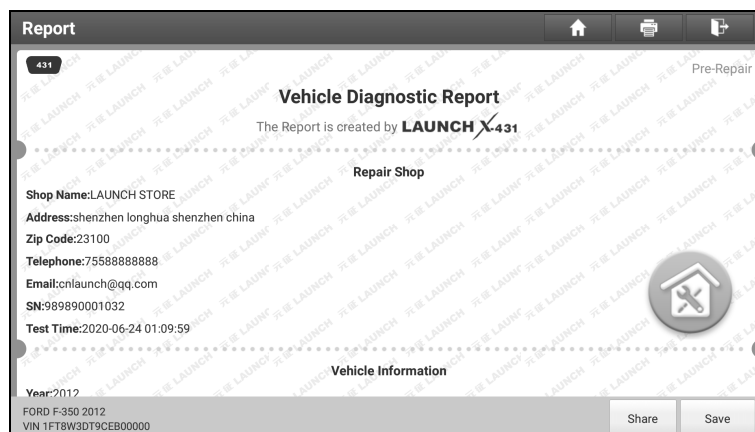 Report
431
Pre-Repair
Vehicle Diagnostic Report
The Report is created by LAUNCH X-431
Repair Shop
Shop Name:LAUNCH STORE
Address:shenzhen longhua shenzhen china
Zip Code:23100
Telephone:75588888888
Email:cnlaunch@qq.com
SN:989890001032
Test Time:2020-06-24 01:09:59
Vehicle Information
Year:2012
FORD F-350 2012
VIN 1FT8W3DT9CEB00000
Share
Save